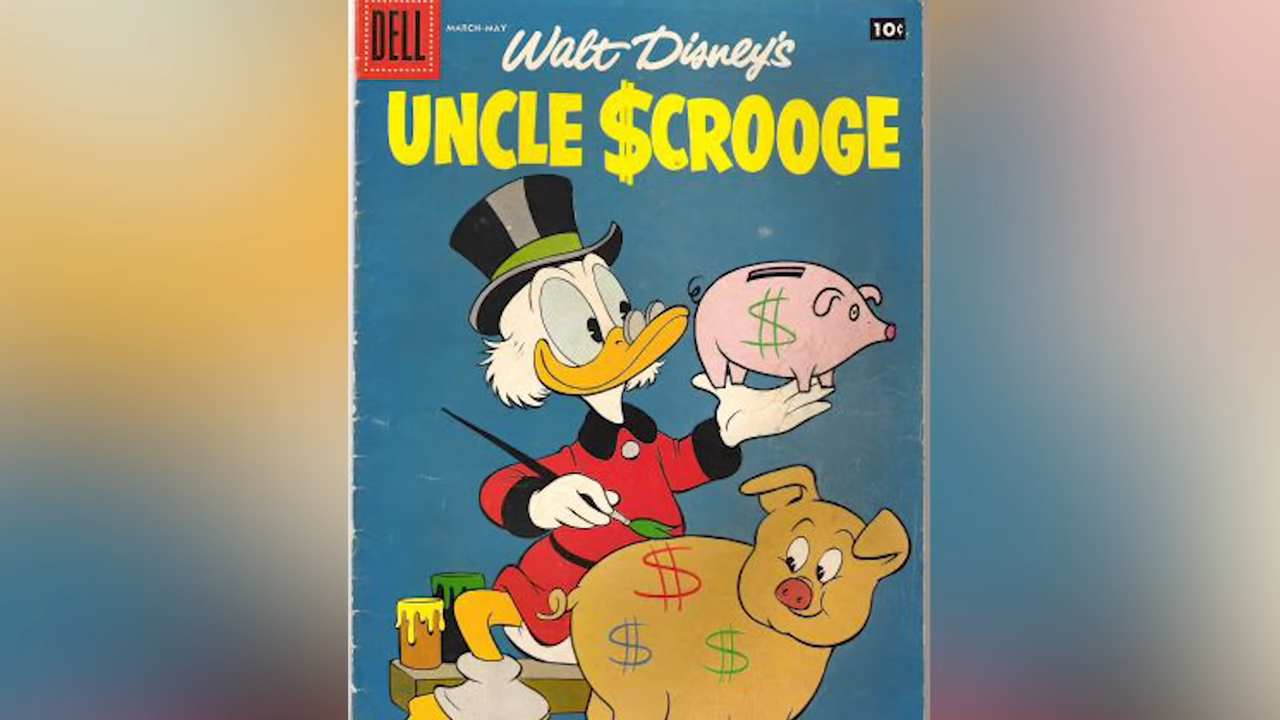 DELL
MARCH-MAY
10¢
Walt Disney's
UNCLE $CROOGE
$
$
$ $